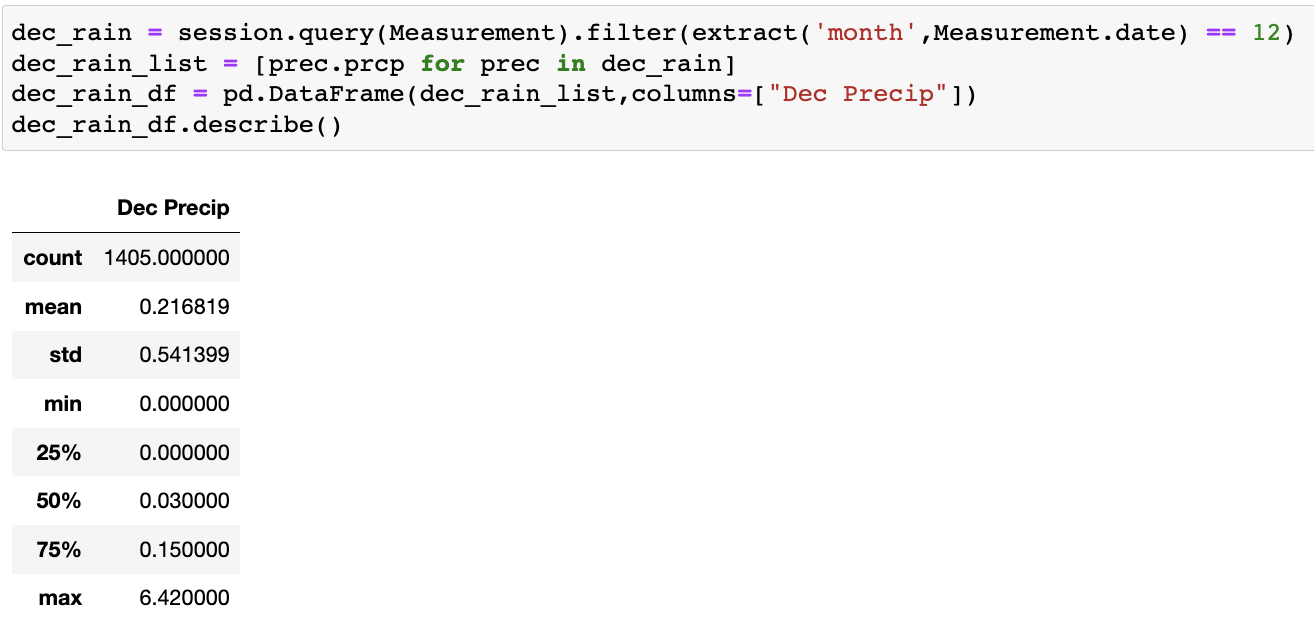 dec_rain = session.query(Measurement).filter(extract('month',Measurement.date) == 12)
dec_rain_list = [prec.prcp for prec in dec_rain]
dec_rain_df = pd.DataFrame(dec_rain_list,columns=["Dec Precip"])
dec_rain_df.describe()
Dec Precip
count 1405.000000
mean 0.216819
std 0.541399
min 0.000000
25% 0.000000
50% 0.030000
75% 0.150000
max 6.420000